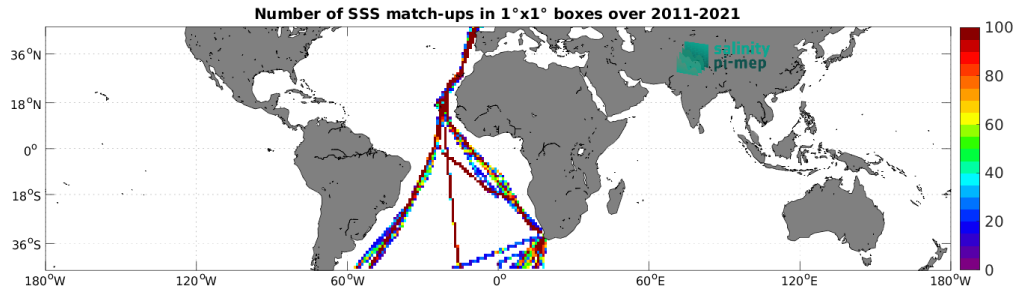 Number of SSS match-ups in 1°x1° boxes over 2011-2021
36°N
18°N
0°
18°S
36°S
180°W
120°W
60°W
0°
60°E
120°E
180°W
100
80
60
40
20
0
salinity
pi-mep